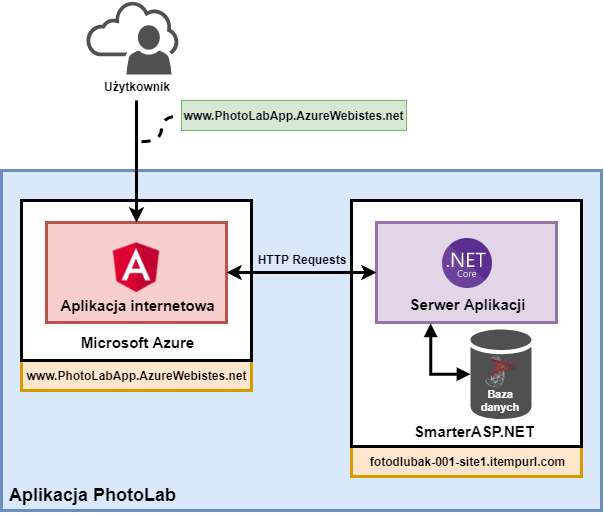 Użytkownik
www.PhotoLabApp.AzureWebistes.net
HTTP Requests
A
Aplikacja internetowa
Microsoft Azure
www.PhotoLabApp.AzureWebistes.net
.NET
Core
Serwer Aplikacji
Baza
danych
SmarterASP.NET
fotodlubak-001-site1.itempurl.com
Aplikacja PhotoLab